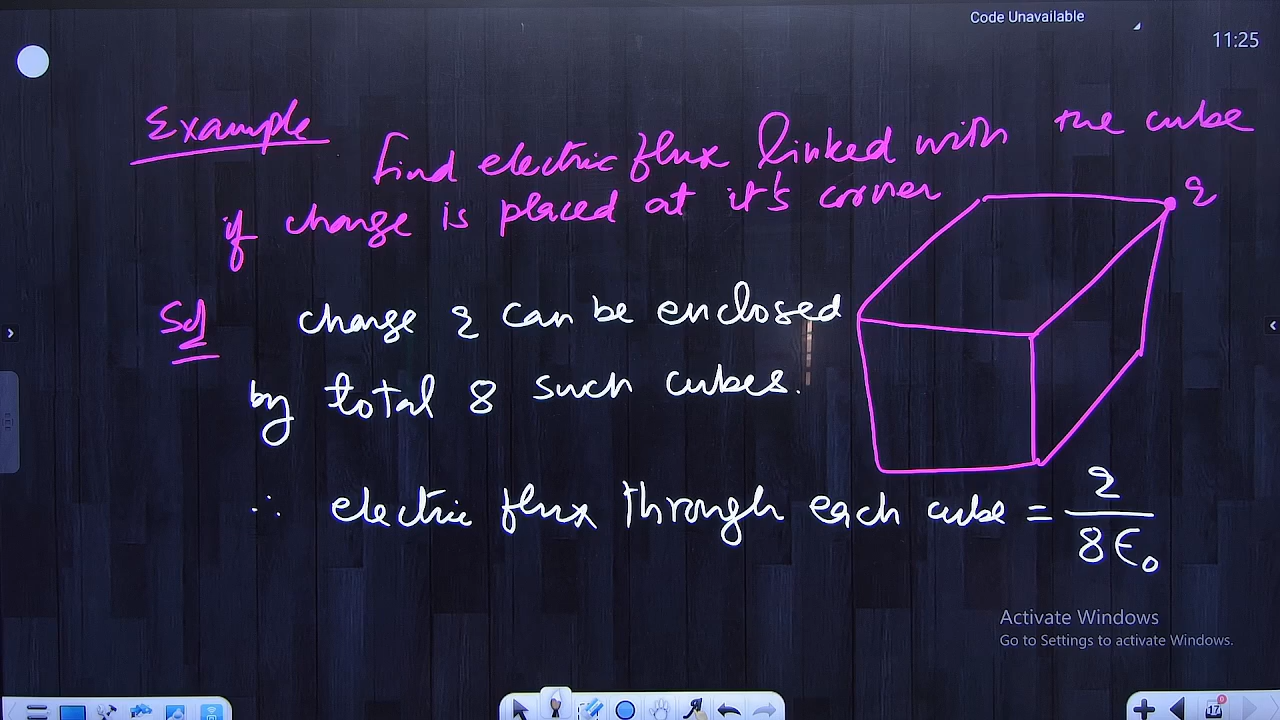 Code Unavailable
11:25
Example
Find electric flux linked with the cube
if charge is placed at it's corner
q
Sol
charge q can be enclosed
by total 8 such cubes.
∴ electric flux through each cube = q / 8ϵ₀
Activate Windows
Go to Settings to activate Windows.
17